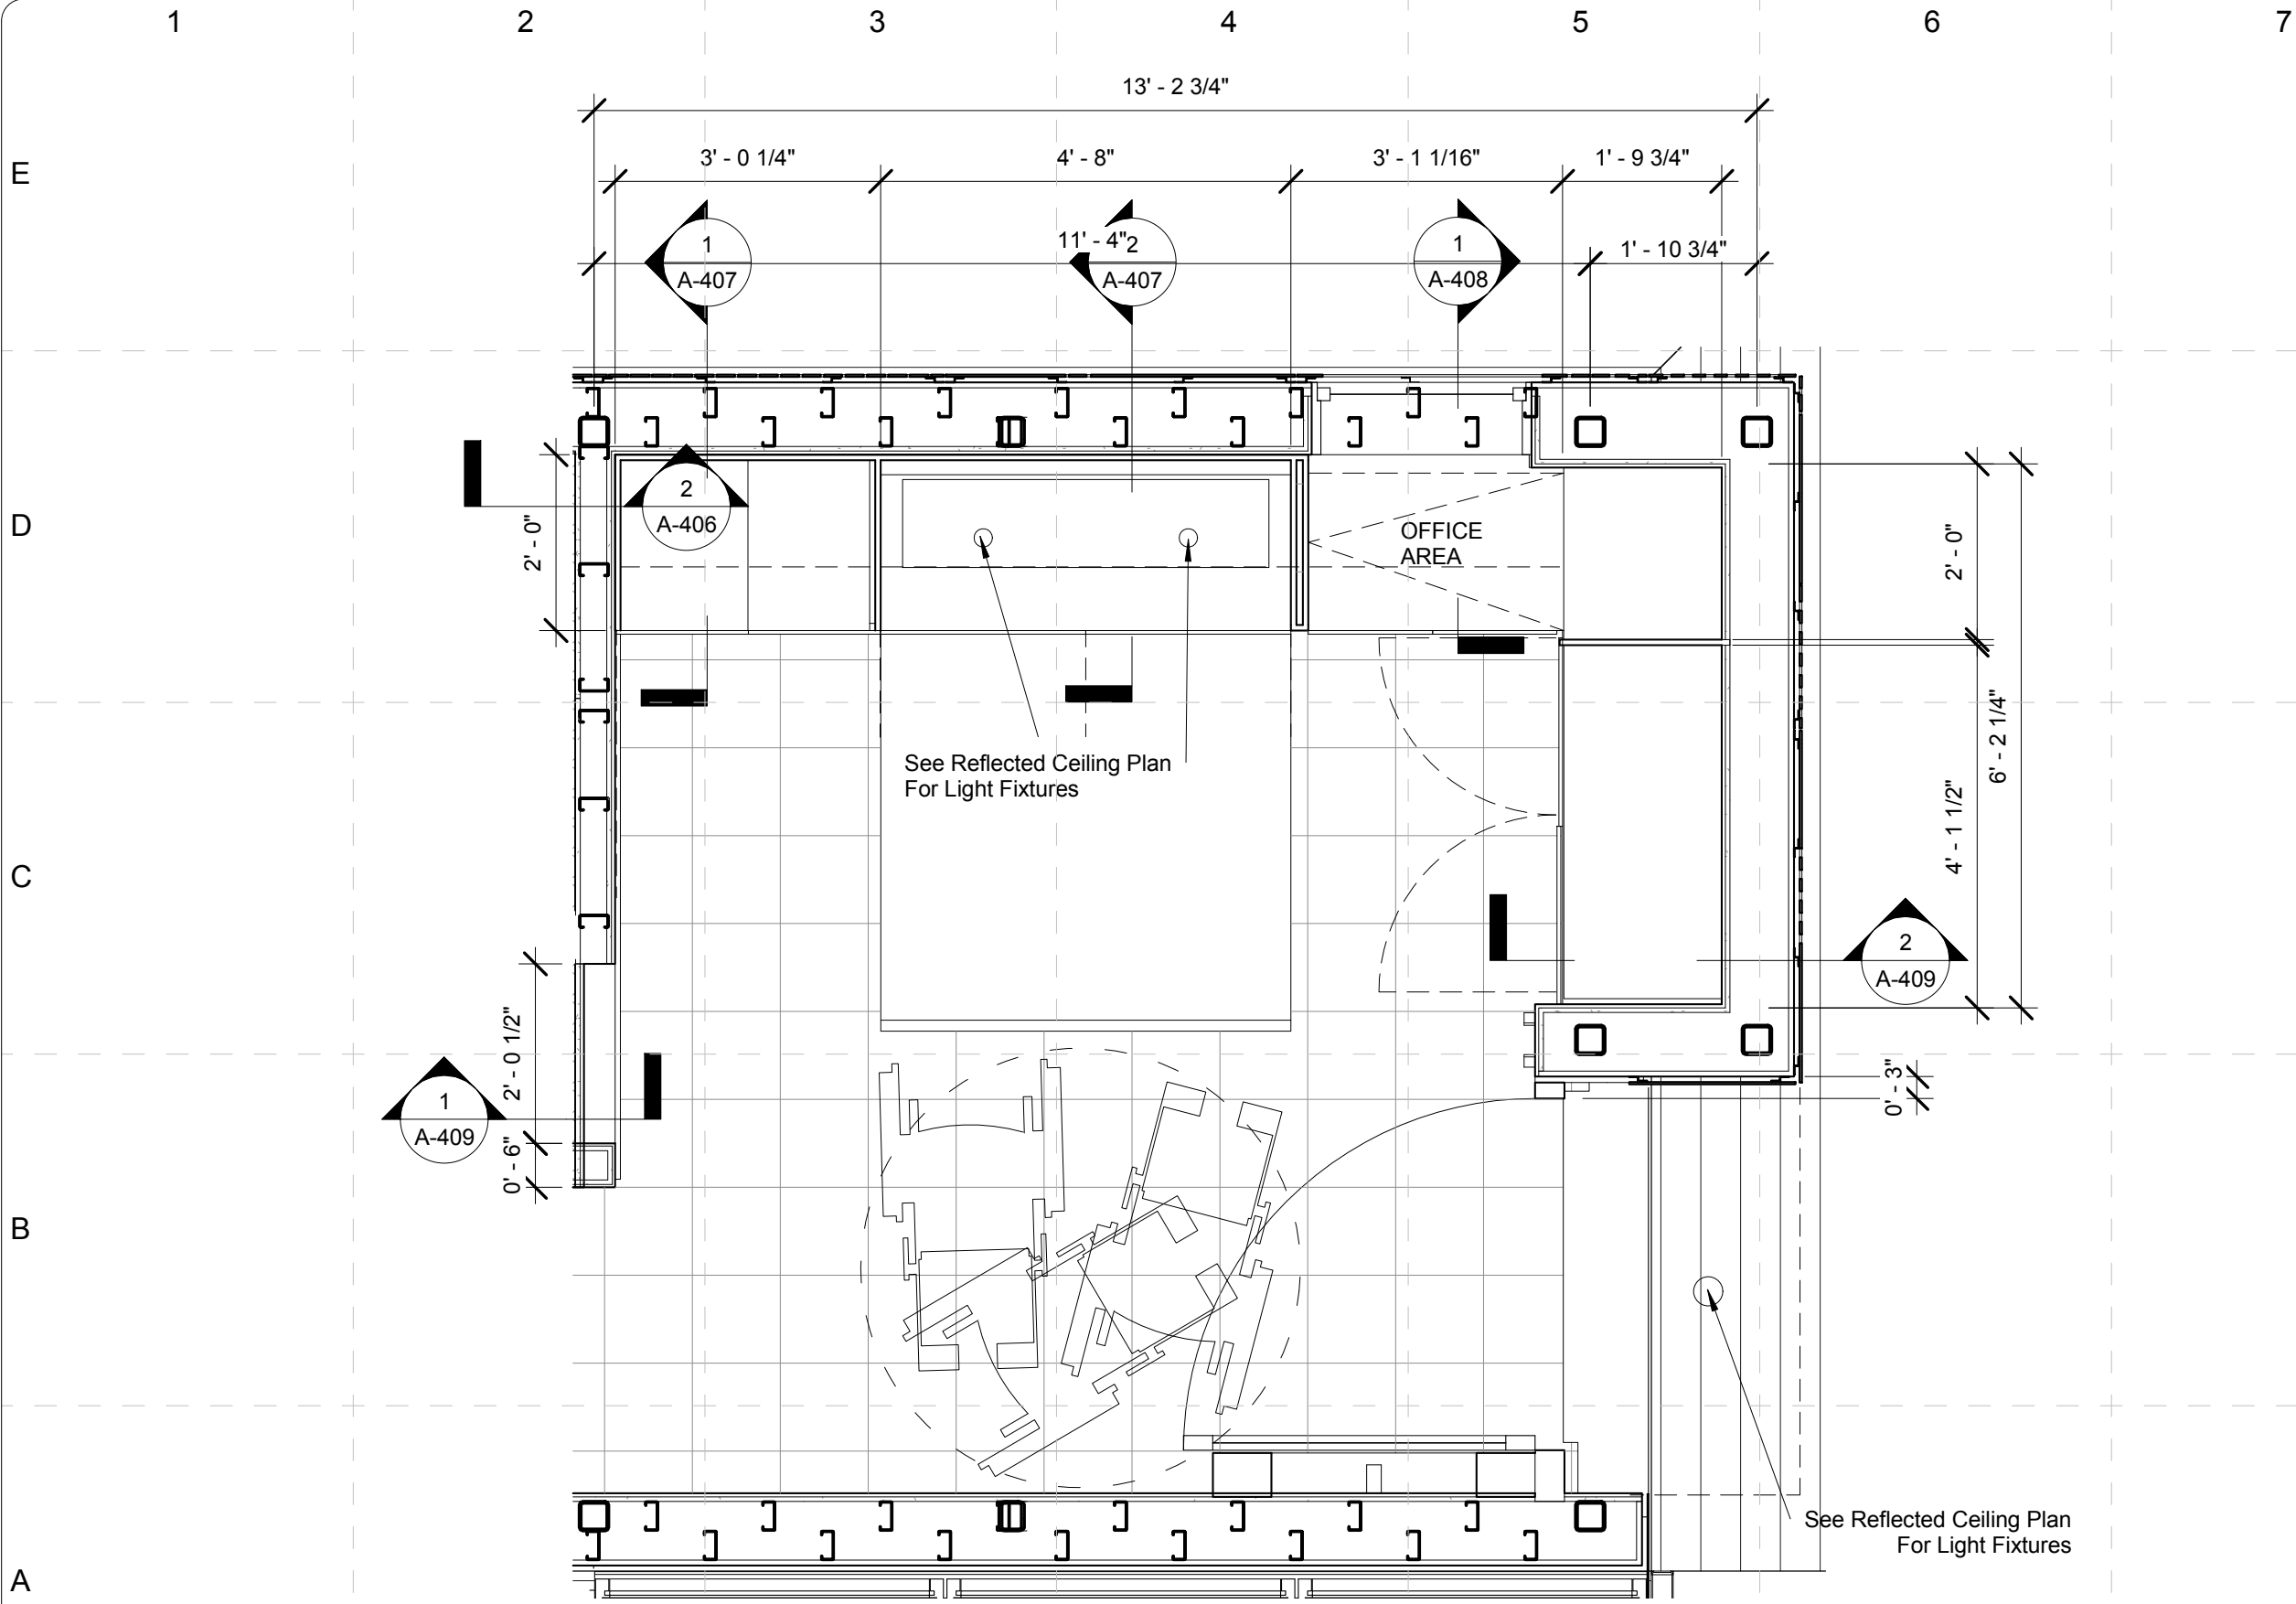 1 2 3 4 5 6 7
13' - 2 3/4"
E
3' - 0 1/4" 4' - 8" 3' - 1 1/16" 1' - 9 3/4"
11' - 4" 1' - 10 3/4"
1
A-407
2
A-407
1
A-408
D
2' - 0"
2
A-406
OFFICE
AREA
2' - 0"
See Reflected Ceiling Plan
For Light Fixtures
6' - 2 1/4"
4' - 1 1/2"
C
2
A-409
2' - 0 1/2"
1
A-409
0' - 3"
0' - 6"
B
See Reflected Ceiling Plan
For Light Fixtures
A